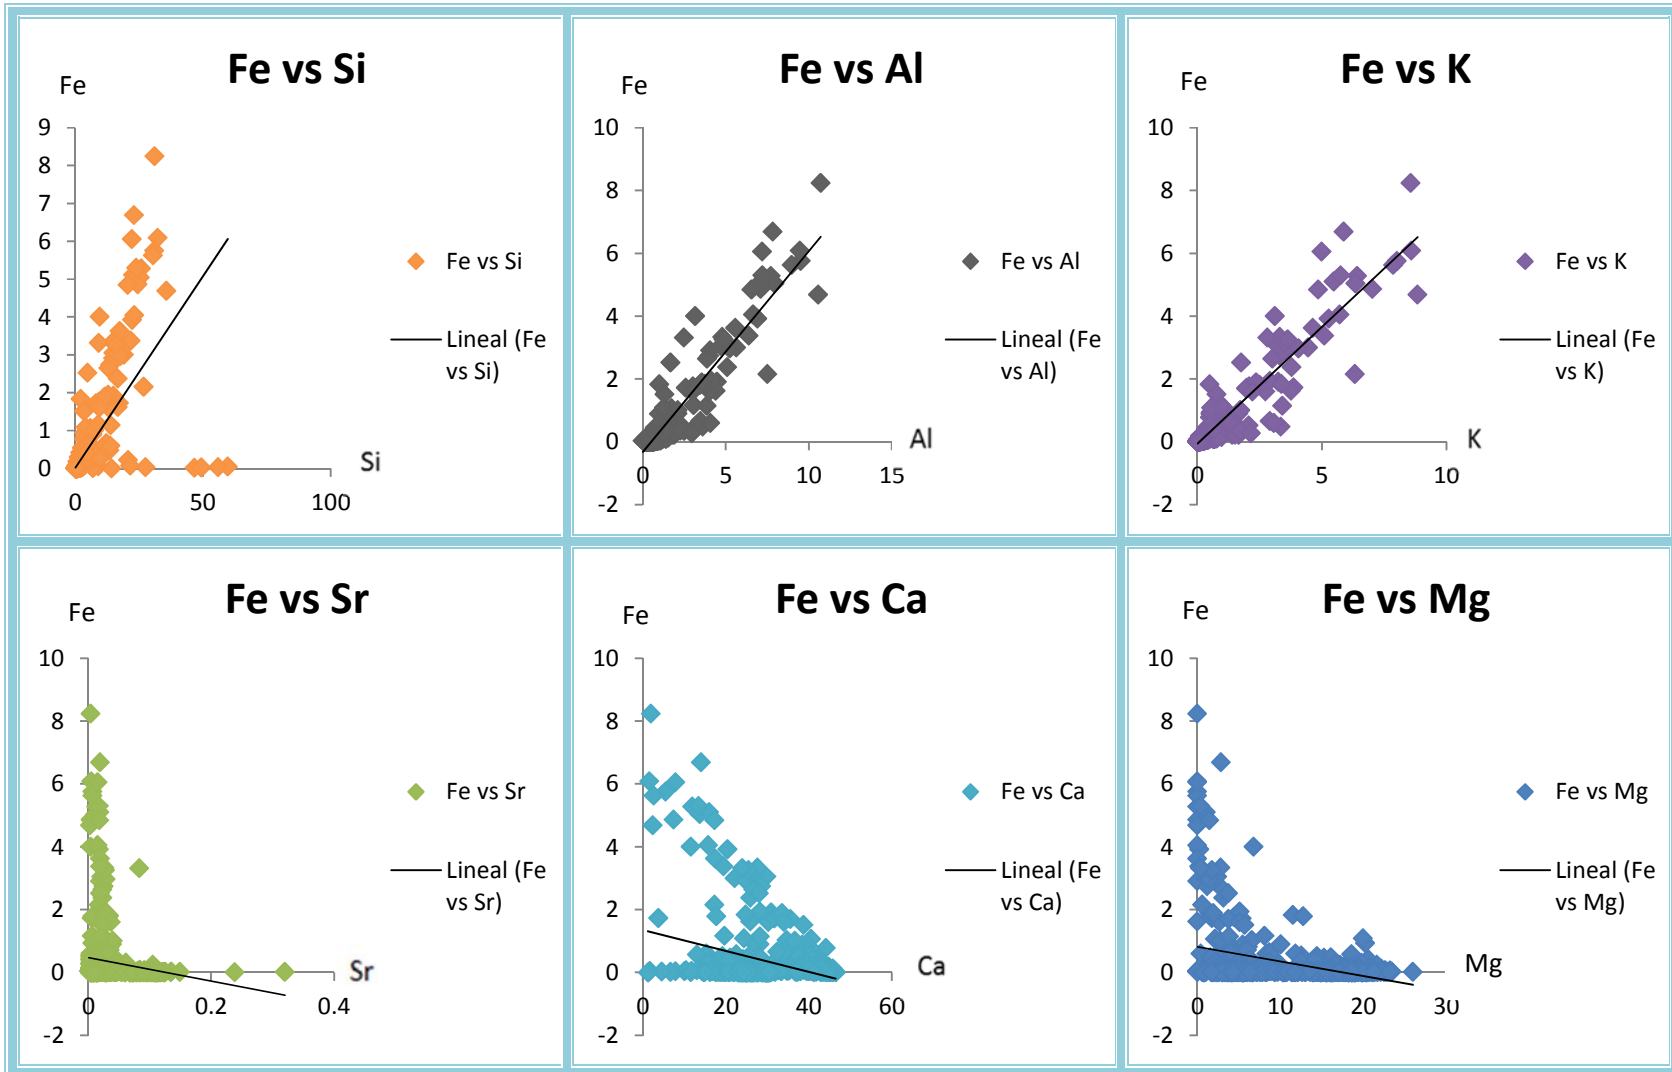 Fe vs Si
Fe
9
8
7
6
5
4
3
2
1
0
0
50
100
Si
Fe vs Si
Lineal (Fe
vs Si)
Fe vs Al
Fe
10
8
6
4
2
0
-2
0
5
10
15
Al
Fe vs Al
Lineal (Fe
vs Al)
Fe vs K
Fe
10
8
6
4
2
0
-2
0
5
10
K
Fe vs K
Lineal (Fe
vs K)
Fe vs Sr
Fe
10
8
6
4
2
0
-2
0
0.2
0.4
Sr
Fe vs Sr
Lineal (Fe
vs Sr)
Fe vs Ca
Fe
10
8
6
4
2
0
-2
0
20
40
60
Ca
Fe vs Ca
Lineal (Fe
vs Ca)
Fe vs Mg
Fe
10
8
6
4
2
0
-2
0
10
20
30
Mg
Fe vs Mg
Lineal (Fe
vs Mg)